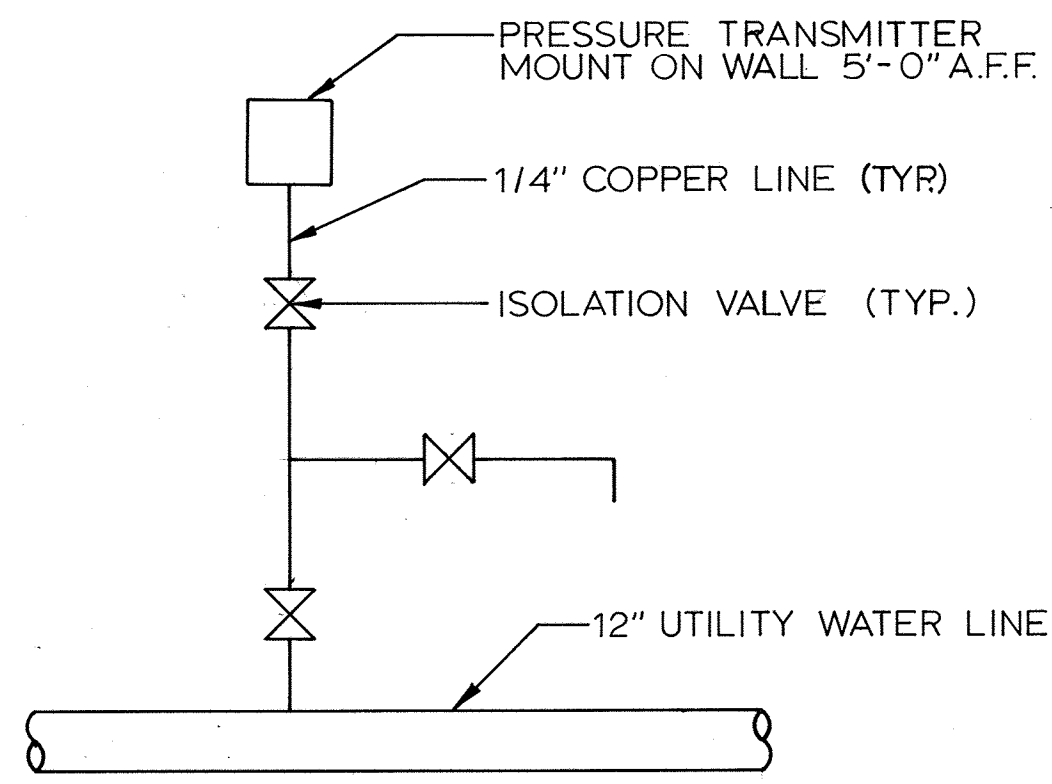 PRESSURE TRANSMITTER
MOUNT ON WALL 5'-0" A.F.F.
1/4" COPPER LINE (TYP.)
ISOLATION VALVE (TYP.)
12" UTILITY WATER LINE